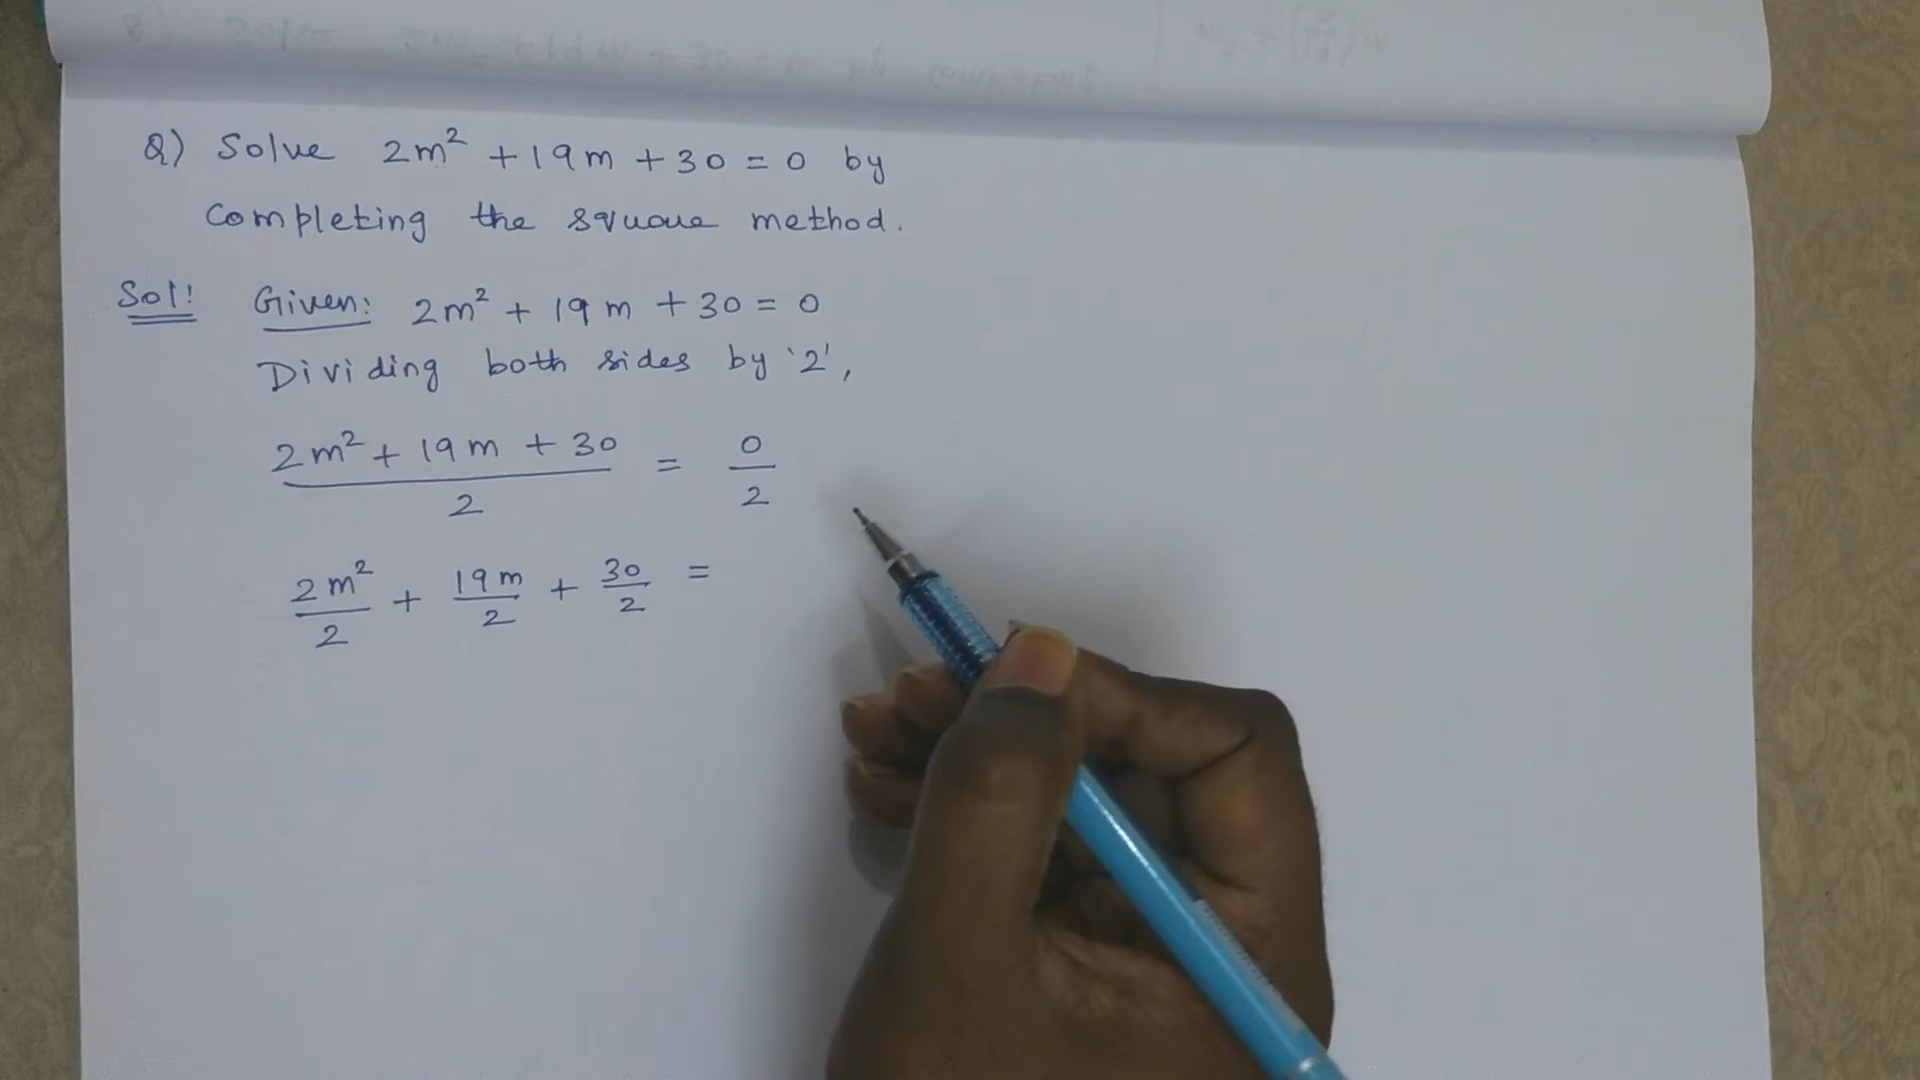 Q) Solve 2m² + 19m + 30 = 0 by
completing the square method.
Sol: Given: 2m² + 19m + 30 = 0
Dividing both sides by '2',
(2m² + 19m + 30)/2 = 0/2
2m²/2 + 19m/2 + 30/2 =